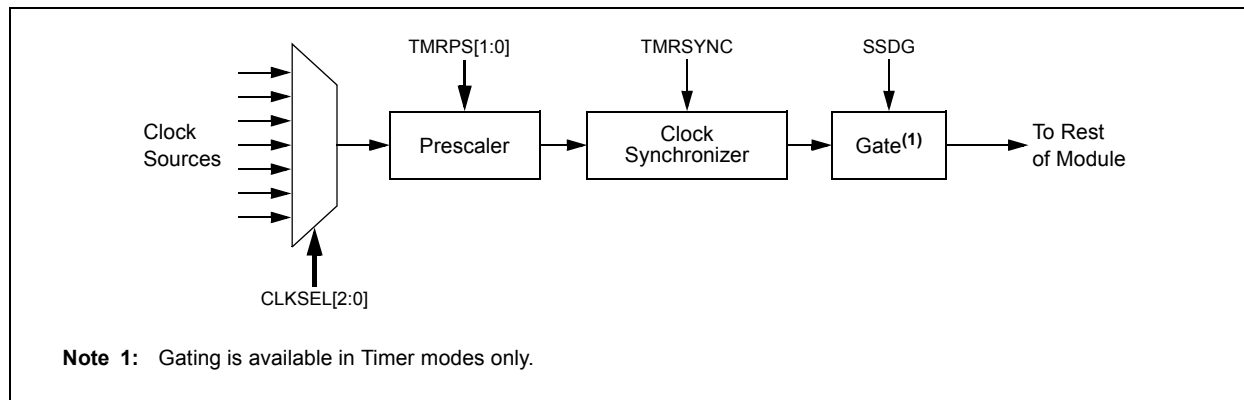 TMRPS[1:0]
TMRSYNC
SSDG
Clock
Sources
Prescaler
Clock
Synchronizer
Gate(1)
To Rest
of Module
CLKSEL[2:0]
Note 1: Gating is available in Timer modes only.